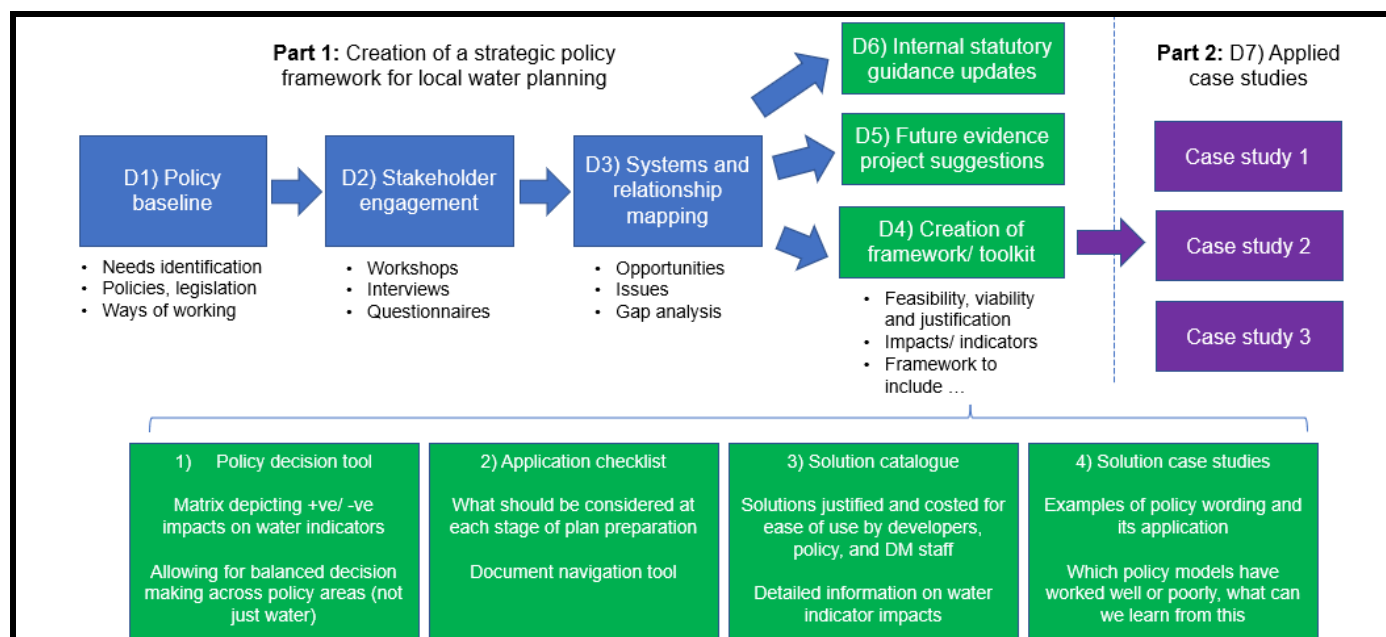 Part 1: Creation of a strategic policy
framework for local water planning
D1) Policy
baseline
• Needs identification
• Policies, legislation
• Ways of working
D2) Stakeholder
engagement
• Workshops
• Interviews
• Questionnaires
D3) Systems and
relationship
mapping
• Opportunities
• Issues
• Gap analysis
D6) Internal statutory
guidance updates
D5) Future evidence
project suggestions
D4) Creation of
framework/ toolkit
• Feasibility, viability
and justification
• Impacts/ indicators
• Framework to
include …
Part 2: D7) Applied
case studies
Case study 1
Case study 2
Case study 3
1) Policy decision tool
Matrix depicting +ve/ -ve
impacts on water indicators
Allowing for balanced decision
making across policy areas (not
just water)
2) Application checklist
What should be considered at
each stage of plan preparation
Document navigation tool
3) Solution catalogue
Solutions justified and costed for
ease of use by developers,
policy, and DM staff
Detailed information on water
indicator impacts
4) Solution case studies
Examples of policy wording and
its application
Which policy models have
worked well or poorly, what can
we learn from this